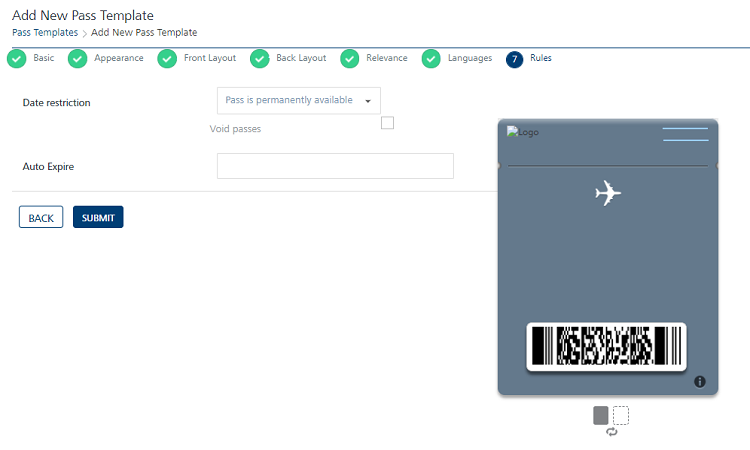 Add New Pass Template
Pass Templates > Add New Pass Template
Basic Appearance Front Layout Back Layout Relevance Languages 7 Rules
Date restriction Pass is permanently available
Void passes
Logo
Auto Expire
BACK SUBMIT
i